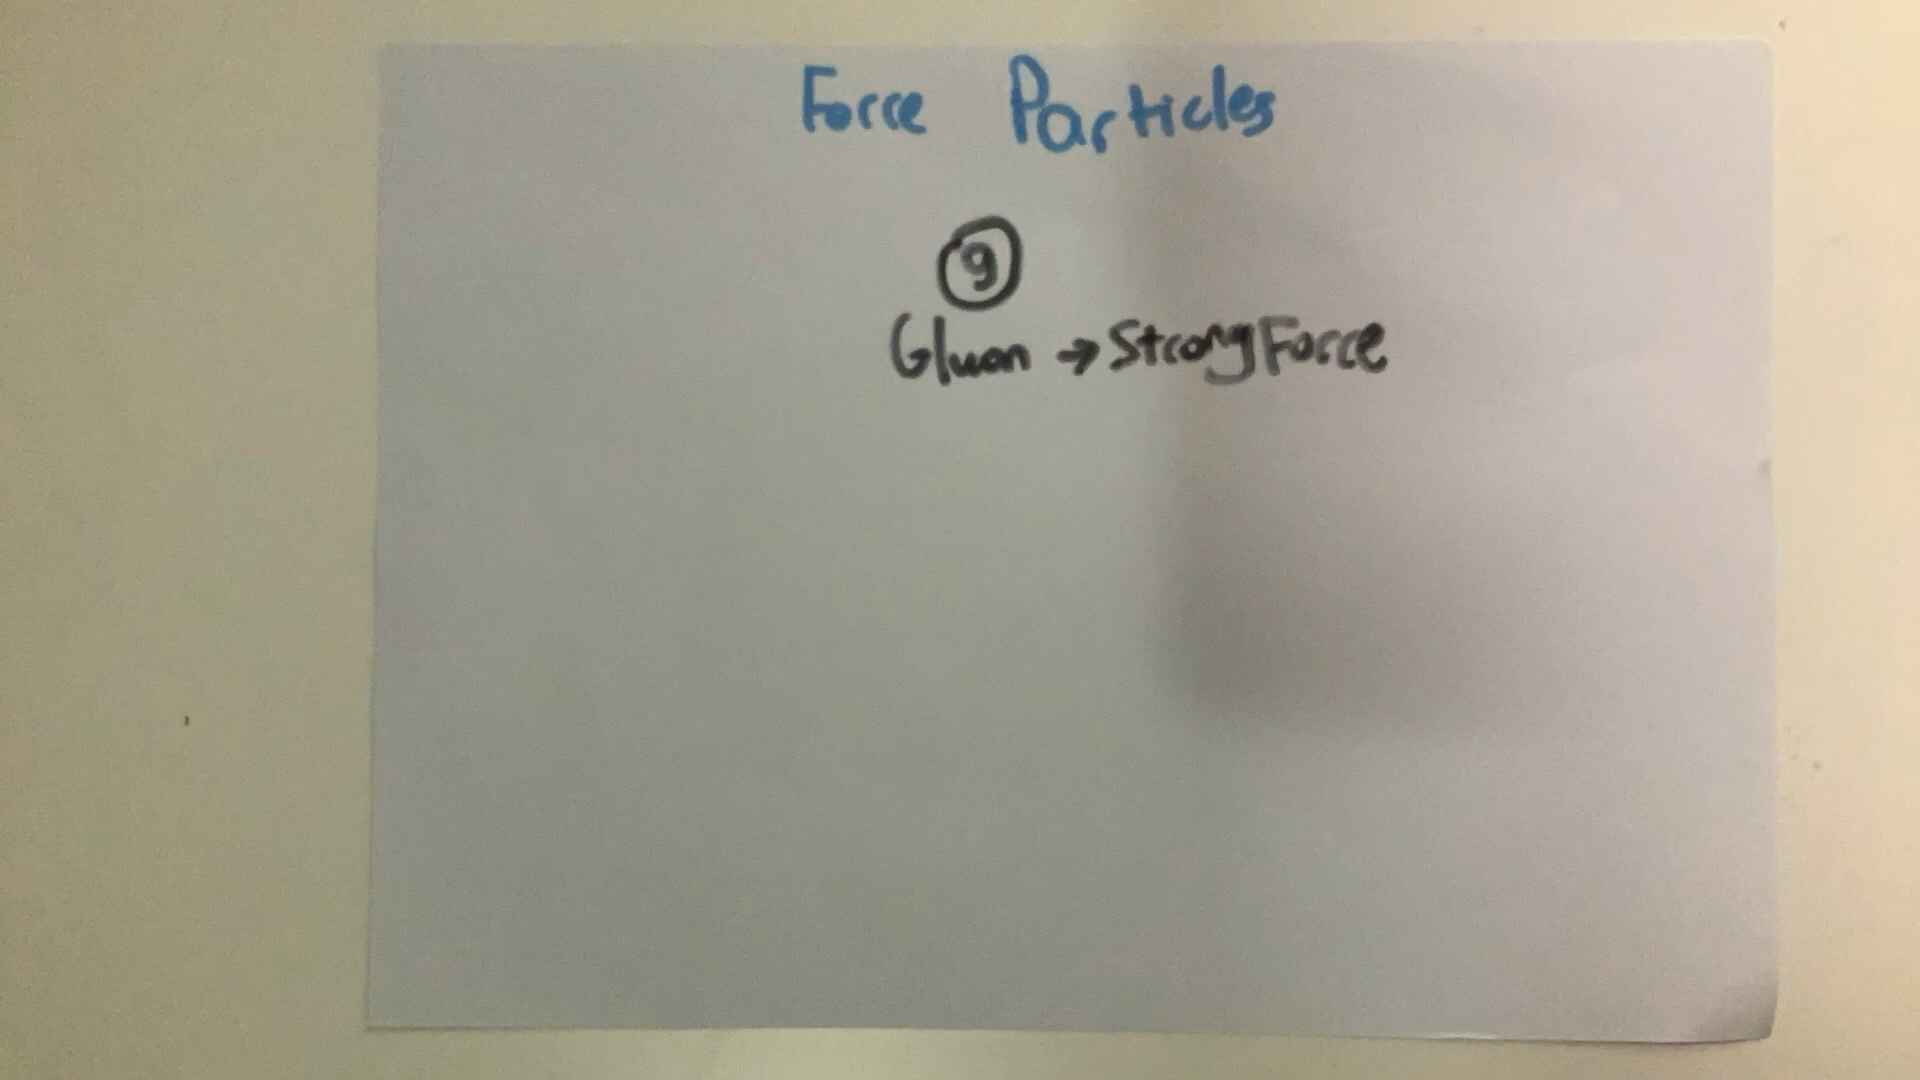 Force Particles
g
Gluon → Strong Force